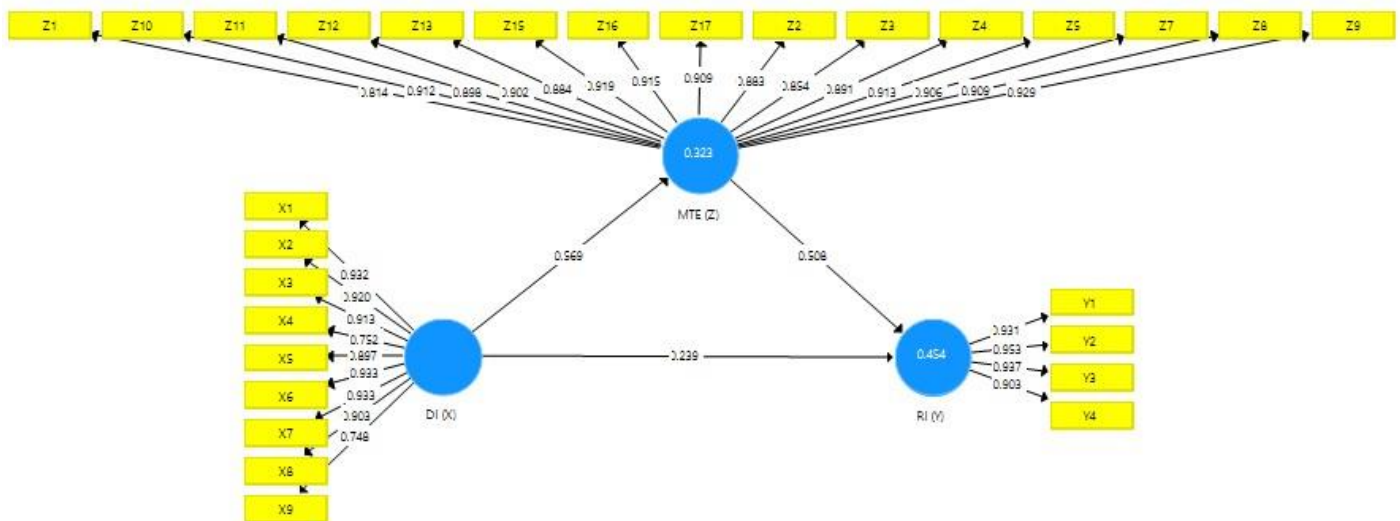 Z1 Z10 Z11 Z12 Z13 Z15 Z16 Z17 Z2 Z3 Z4 Z5 Z7 Z8 Z9
0.814 0.912 0.898 0.902 0.884 0.919 0.915 0.909 0.883 0.854 0.891 0.913 0.906 0.909 0.929
0.323
MTE (Z)
X1
X2
X3
X4
X5
X6
X7
X8
X9
0.932
0.920
0.913
0.752
0.897
0.933
0.933
0.903
0.748
DI (X)
0.569
0.508
0.239
0.454
RI (Y)
0.931
0.953
0.937
0.903
Y1
Y2
Y3
Y4